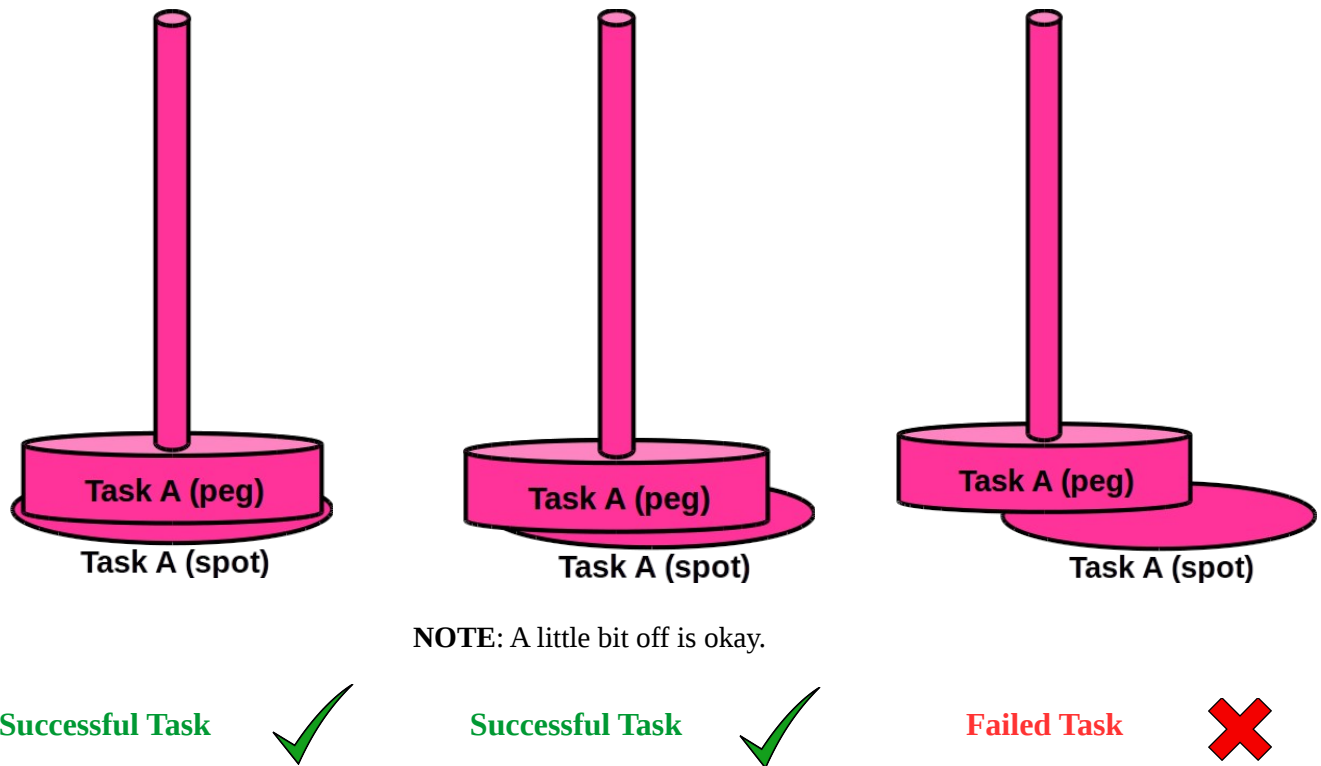 Task A (peg)
Task A (spot)
Task A (peg)
Task A (spot)
Task A (peg)
Task A (spot)
NOTE: A little bit off is okay.
Successful Task
Successful Task
Failed Task